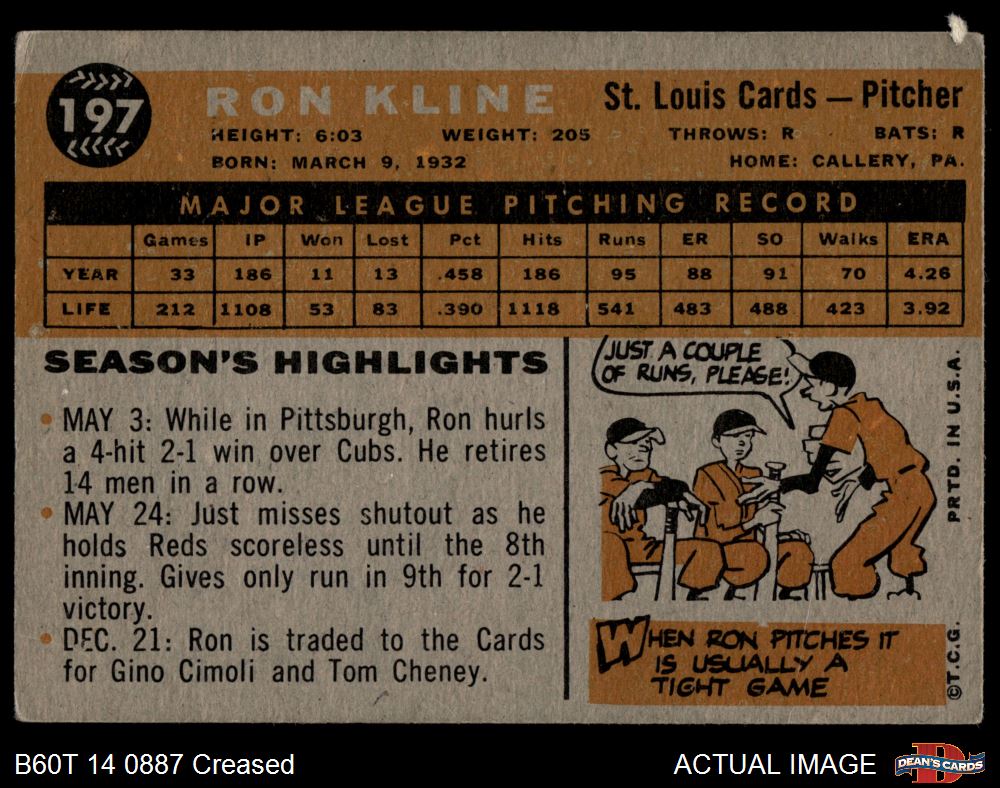 197
RON KLINE
St. Louis Cards — Pitcher
HEIGHT: 6:03 WEIGHT: 205 THROWS: R BATS: R
BORN: MARCH 9, 1932 HOME: CALLERY, PA.
MAJOR LEAGUE PITCHING RECORD
Games IP Won Lost Pct Hits Runs ER SO Walks ERA
YEAR 33 186 11 13 .458 186 95 88 91 70 4.26
LIFE 212 1108 53 83 .390 1118 541 483 488 423 3.92
SEASON'S HIGHLIGHTS
• MAY 3: While in Pittsburgh, Ron hurls
a 4-hit 2-1 win over Cubs. He retires
14 men in a row.
• MAY 24: Just misses shutout as he
holds Reds scoreless until the 8th
inning. Gives only run in 9th for 2-1
victory.
• DEC. 21: Ron is traded to the Cards
for Gino Cimoli and Tom Cheney.
JUST A COUPLE
OF RUNS, PLEASE!
WHEN RON PITCHES IT
IS USUALLY A
TIGHT GAME
©T.C.G. PRTD. IN U.S.A.
B60T 14 0887 Creased
ACTUAL IMAGE
D
DEAN'S CARDS